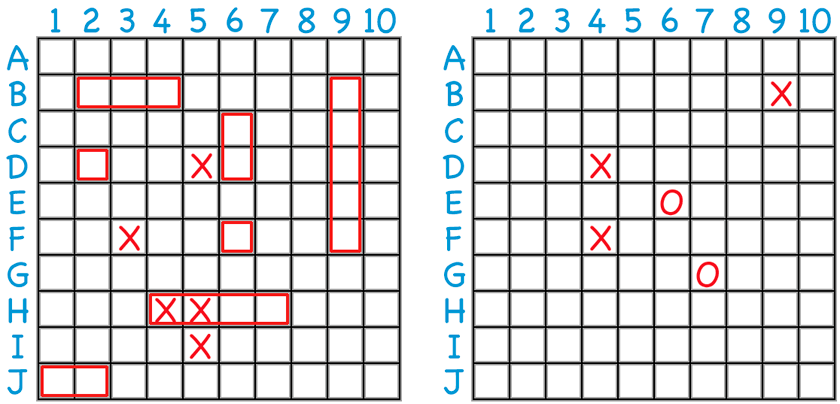 1 2 3 4 5 6 7 8 9 10 1 2 3 4 5 6 7 8 9 10
A A
B B X
C C
D X D X
E E O
F X F X
G G O
H X X H
I X I
J J